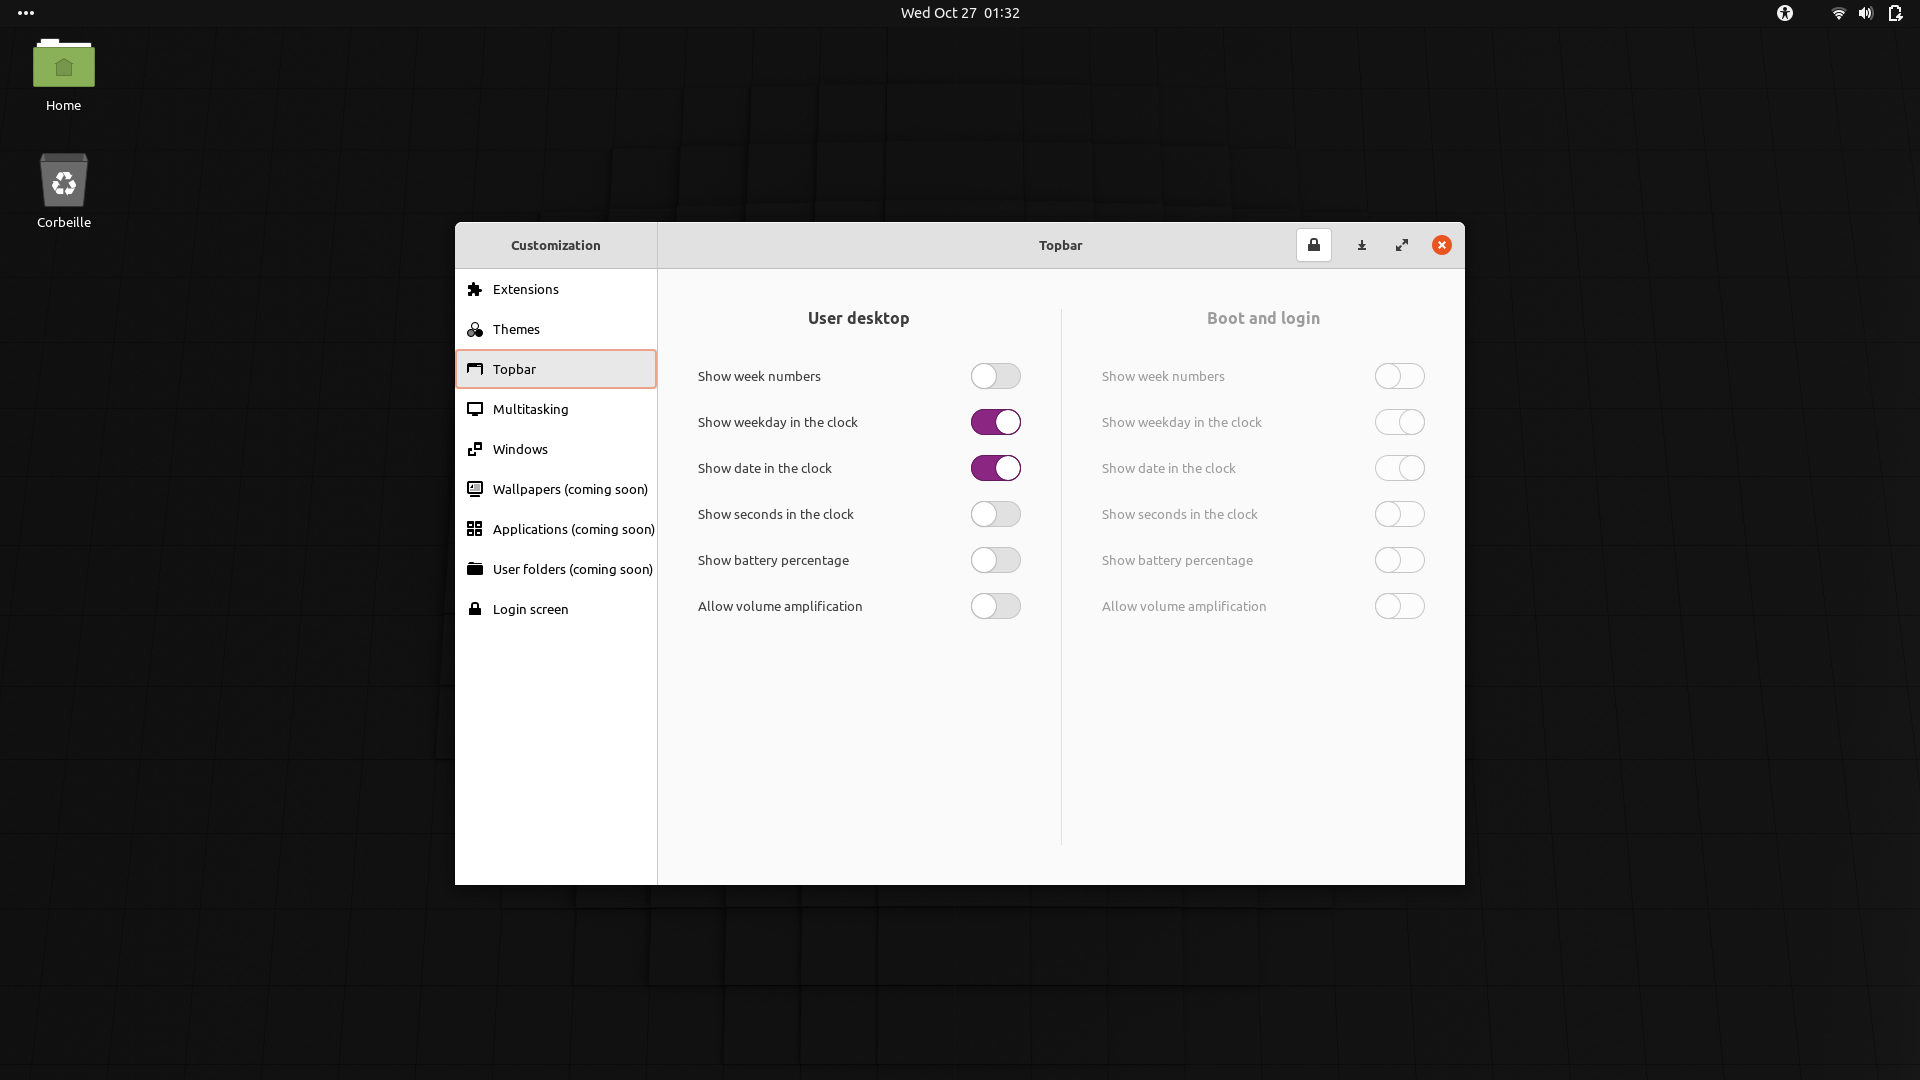 Wed Oct 27  01:32
Home
Corbeille
Customization
Topbar
Extensions
Themes
Topbar
Multitasking
Windows
Wallpapers (coming soon)
Applications (coming soon)
User folders (coming soon)
Login screen
User desktop
Show week numbers
Show weekday in the clock
Show date in the clock
Show seconds in the clock
Show battery percentage
Allow volume amplification
Boot and login
Show week numbers
Show weekday in the clock
Show date in the clock
Show seconds in the clock
Show battery percentage
Allow volume amplification